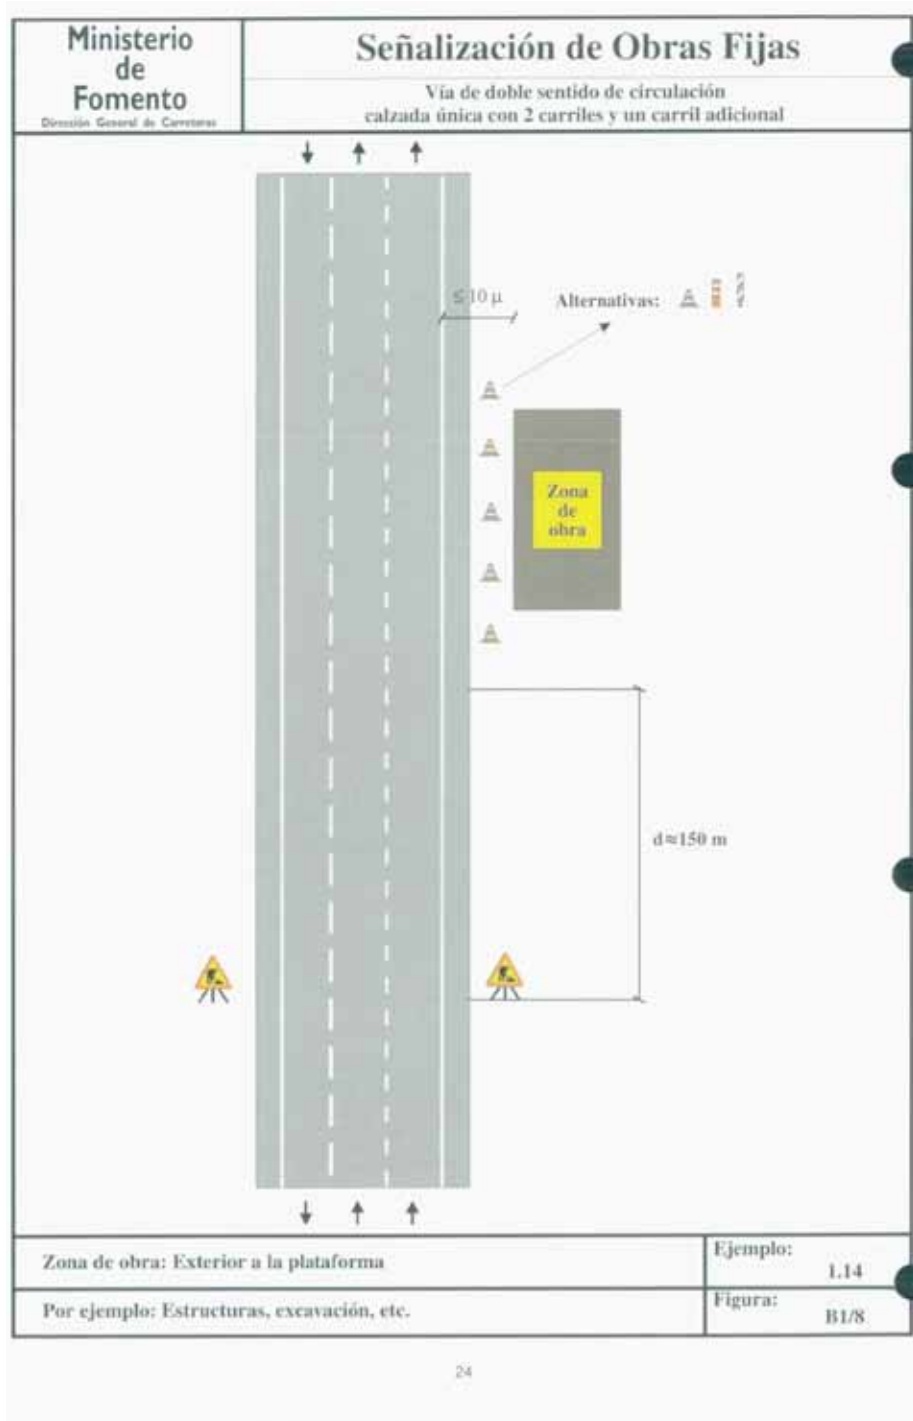 Ministerio
de
Fomento
Dirección General de Carreteras
Señalización de Obras Fijas
Vía de doble sentido de circulación
calzada única con 2 carriles y un carril adicional
≤ 10 μ
Alternativas:
Zona
de
obra
d≈150 m
Zona de obra: Exterior a la plataforma
Ejemplo:
1.14
Por ejemplo: Estructuras, excavación, etc.
Figura:
B1/8
24